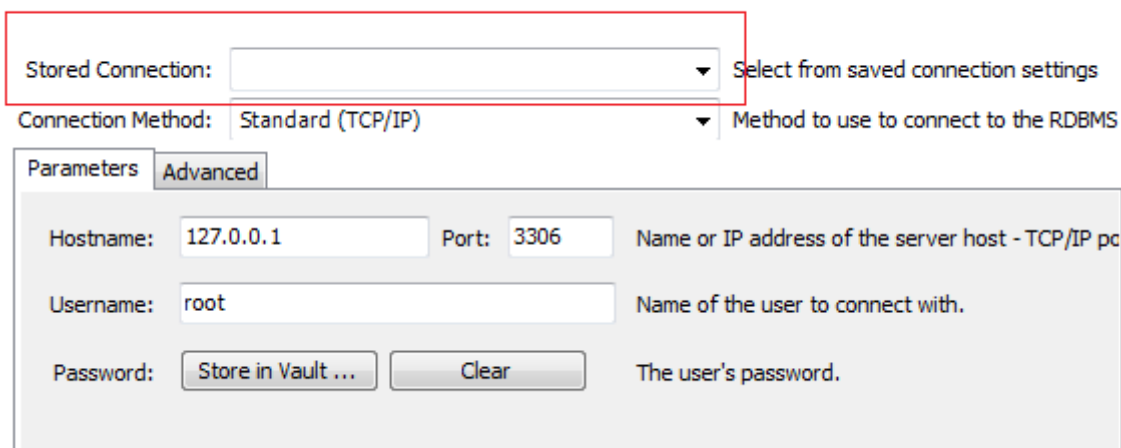 Stored Connection: Select from saved connection settings
Connection Method: Standard (TCP/IP) Method to use to connect to the RDBMS
Parameters Advanced
Hostname: 127.0.0.1 Port: 3306 Name or IP address of the server host - TCP/IP
Username: root Name of the user to connect with.
Password: Store in Vault ... Clear The user's password.